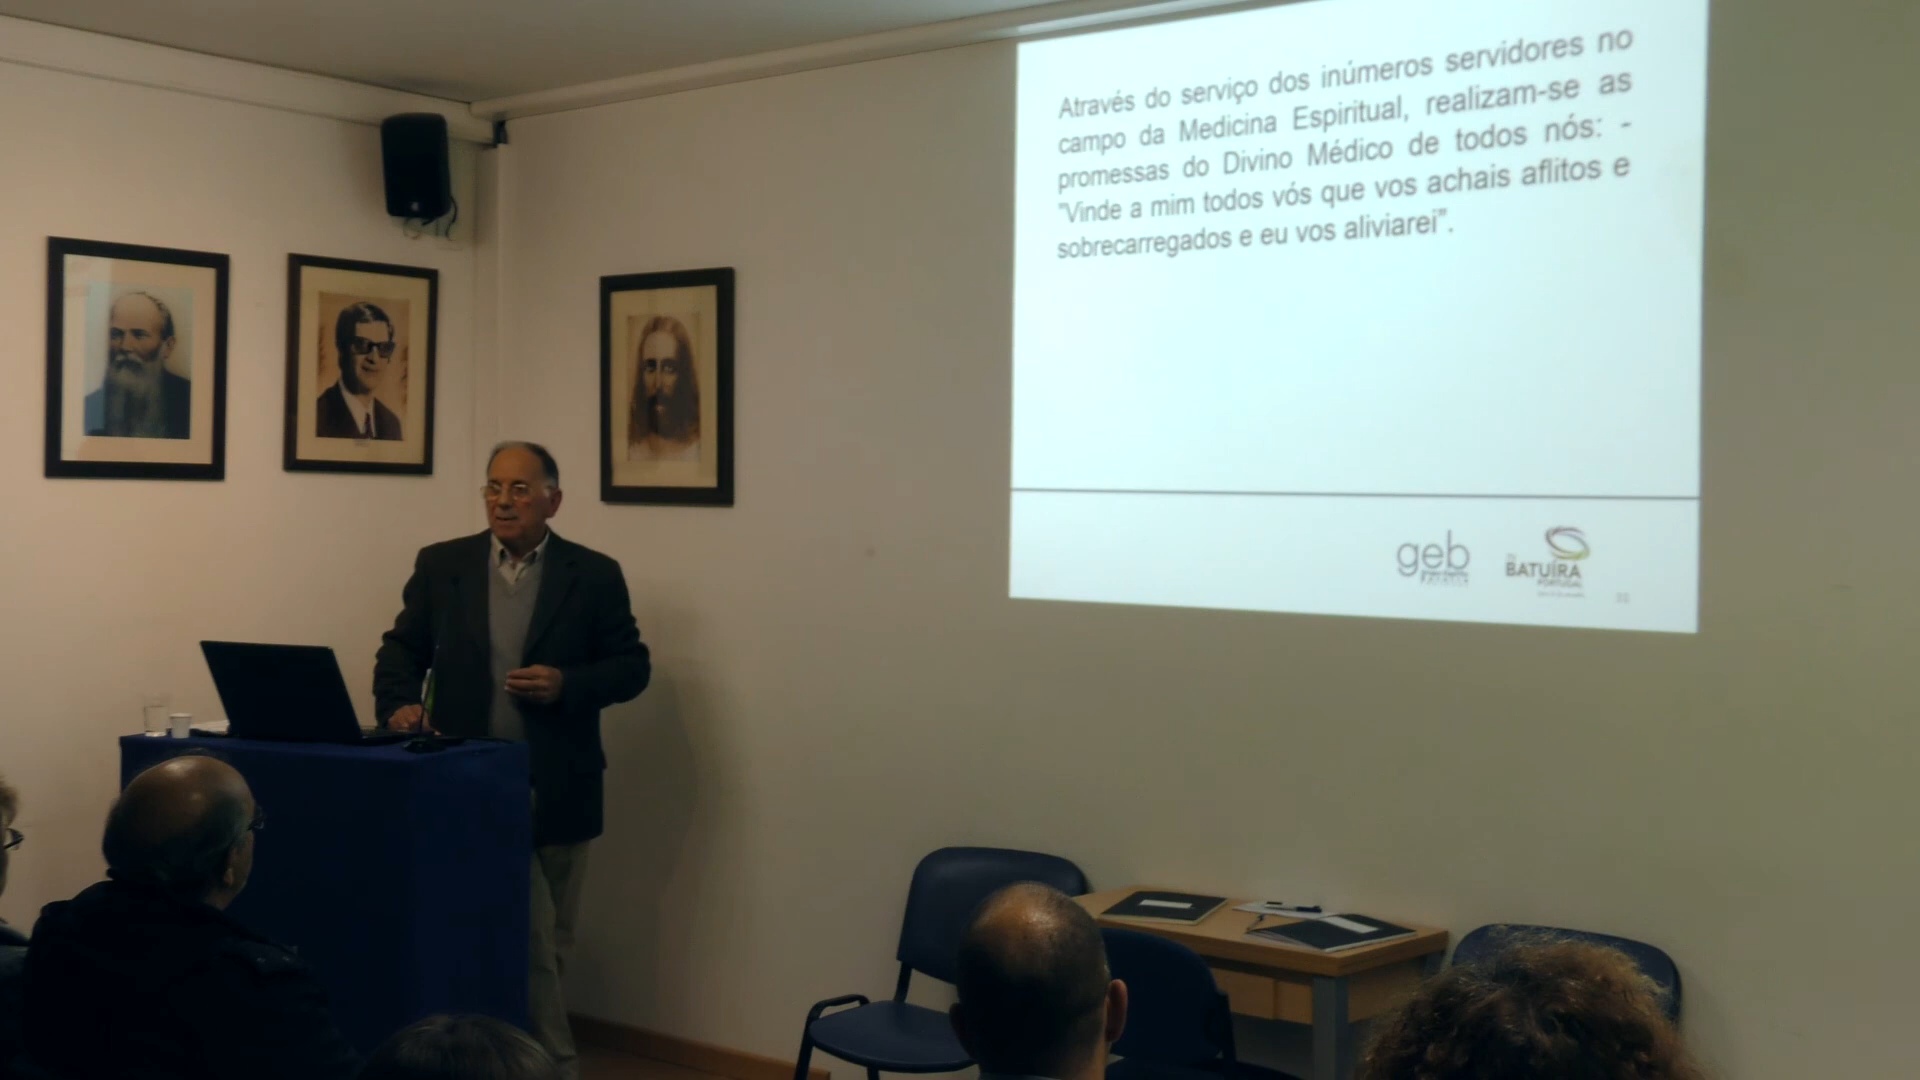 Através do serviço dos inúmeros servidores no
campo da Medicina Espiritual, realizam-se as
promessas do Divino Médico de todos nós: -
"Vinde a mim todos vós que vos achais aflitos e
sobrecarregados e eu vos aliviarei".
geb
BATUÍRA
PORTUGAL